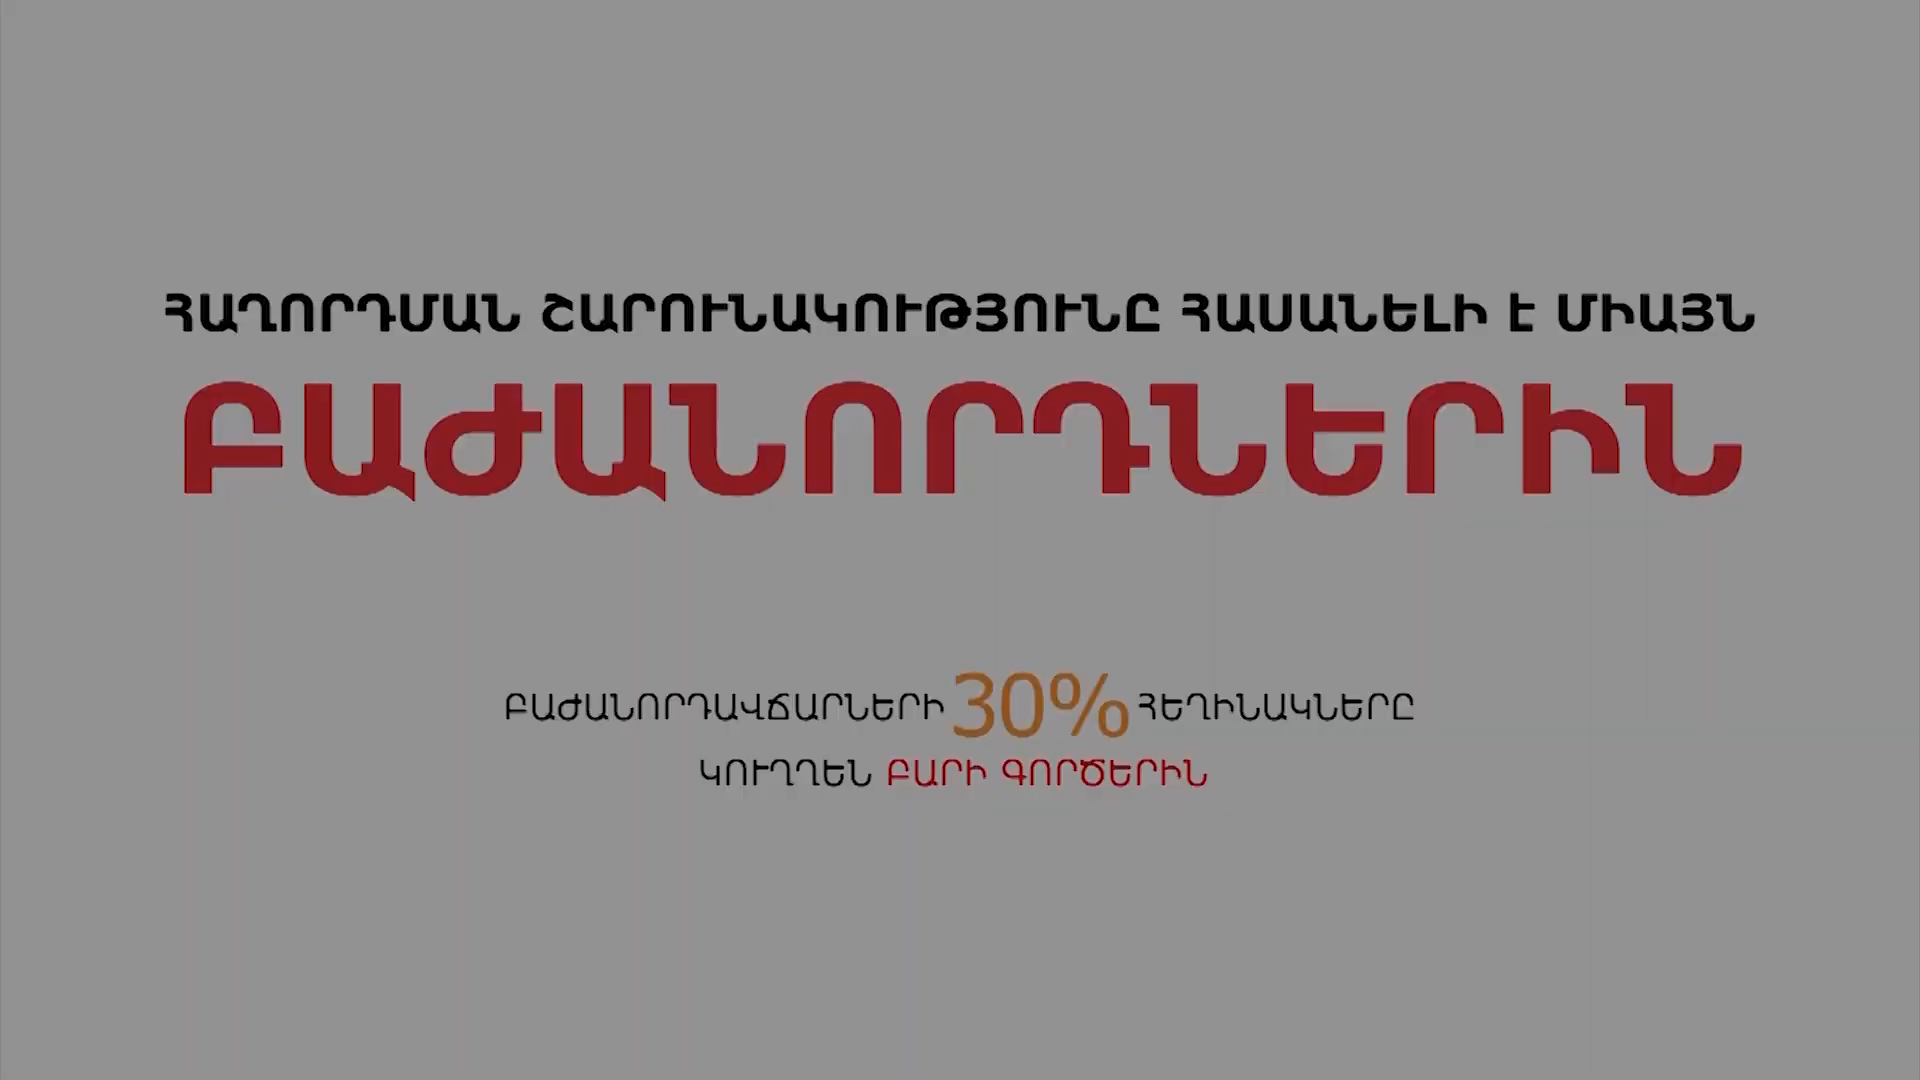 ՀԱՂՈՐԴՄԱՆ ՇԱՐՈՒՆԱԿՈՒԹՅՈՒՆԸ ՀԱՍԱՆԵԼԻ Է ՄԻԱՅՆ
ԲԱԺԱՆՈՐԴՆԵՐԻՆ
ԲԱԺԱՆՈՐԴԱՎՃԱՐՆԵՐԻ 30% ՀԵՂԻՆԱԿՆԵՐԸ
ԿՈՒՂՂԵՆ ԲԱՐԻ ԳՈՐԾԵՐԻՆ